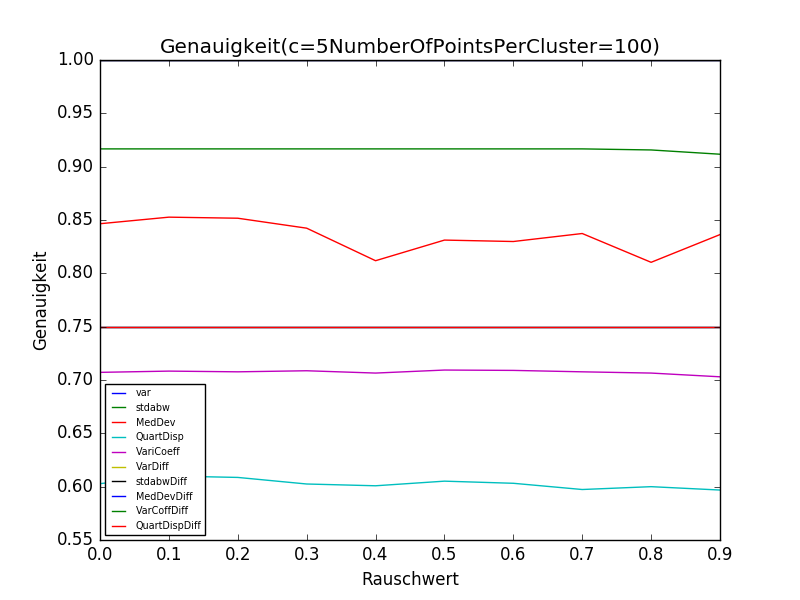 Genauigkeit(c=5NumberOfPointsPerCluster=100)
1.00
0.95
0.90
0.85
0.80
0.75
0.70
0.65
0.60
0.55
Genauigkeit
var
stdabw
MedDev
QuartDisp
VariCoeff
VarDiff
stdabwDiff
MedDevDiff
VarCoffDiff
QuartDispDiff
0.0 0.1 0.2 0.3 0.4 0.5 0.6 0.7 0.8 0.9
Rauschwert